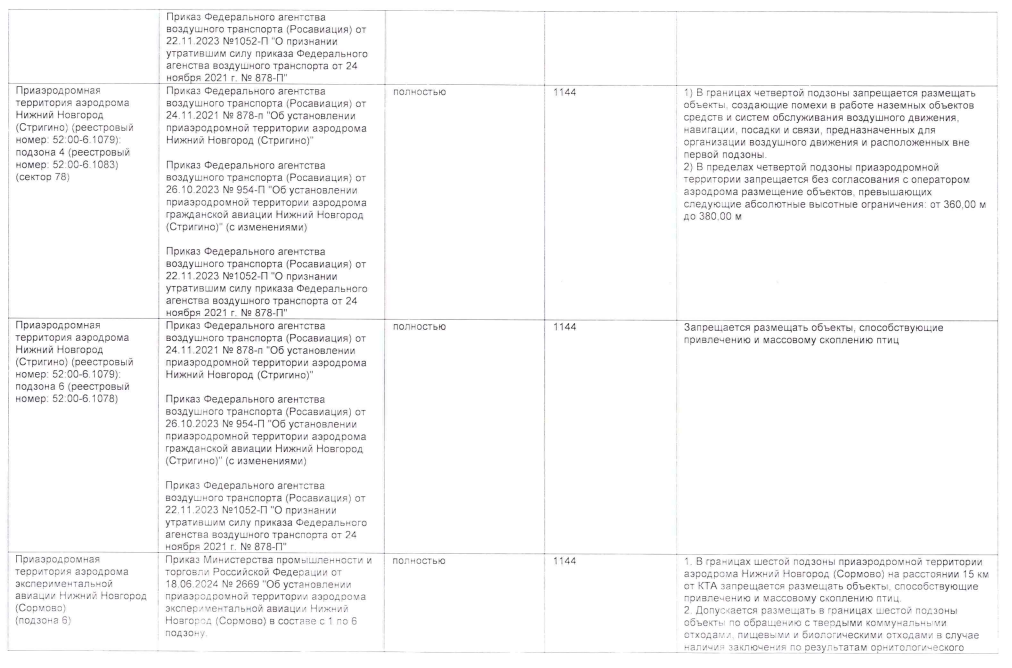 Приказ Федерального агентства
воздушного транспорта (Росавиация) от
22.11.2023 №1052-П "О признании
утратившим силу приказа Федерального
агенства воздушного транспорта от 24
ноября 2021 г. № 878-П"
Приаэродромная
территория аэродрома
Нижний Новгород
(Стригино) (реестровый
номер: 52:00-6.1079):
подзона 4 (реестровый
номер: 52:00-6.1083)
(сектор 78)
Приказ Федерального агентства
воздушного транспорта (Росавиация) от
24.11.2021 № 878-п "Об установлении
приаэродромной территории аэродрома
Нижний Новгород (Стригино)"
Приказ Федерального агентства
воздушного транспорта (Росавиация) от
26.10.2023 № 954-П "Об установлении
приаэродромной территории аэродрома
гражданской авиации Нижний Новгород
(Стригино)" (с изменениями)
Приказ Федерального агентства
воздушного транспорта (Росавиация) от
22.11.2023 №1052-П "О признании
утратившим силу приказа Федерального
агенства воздушного транспорта от 24
ноября 2021 г. № 878-П"
полностью
1144
1) В границах четвертой подзоны запрещается размещать
объекты, создающие помехи в работе наземных объектов
средств и систем обслуживания воздушного движения,
навигации, посадки и связи, предназначенных для
организации воздушного движения и расположенных вне
первой подзоны.
2) В пределах четвертой подзоны приаэродромной
территории запрещается без согласования с оператором
аэродрома размещение объектов, превышающих
следующие абсолютные высотные ограничения: от 360,00 м
до 380.00 м
Приаэродромная
территория аэродрома
Нижний Новгород
(Стригино) (реестровый
номер: 52:00-6.1079):
подзона 6 (реестровый
номер: 52:00-6.1078)
Приказ Федерального агентства
воздушного транспорта (Росавиация) от
24.11.2021 № 878-п "Об установлении
приаэродромной территории аэродрома
Нижний Новгород (Стригино)"
Приказ Федерального агентства
воздушного транспорта (Росавиация) от
26.10.2023 № 954-П "Об установлении
приаэродромной территории аэродрома
гражданской авиации Нижний Новгород
(Стригино)" (с изменениями)
Приказ Федерального агентства
воздушного транспорта (Росавиация) от
22.11.2023 №1052-П "О признании
утратившим силу приказа Федерального
агенства воздушного транспорта от 24
ноября 2021 г. № 878-П"
полностью
1144
Запрещается размещать объекты, способствующие
привлечению и массовому скоплению птиц
Приаэродромная
территория аэродрома
экспериментальной
авиации Нижний Новгород
(Сормово)
(подзона 6)
Приказ Министерства промышленности и
торговли Российской Федерации от
18.06.2024 № 2669 "Об установлении
приаэродромной территории аэродрома
экспериментальной авиации Нижний
Новгород (Сормово) в составе с 1 по 6
подзону.
полностью
1144
1. В границах шестой подзоны приаэродромной территории
аэродрома Нижний Новгород (Сормово) на расстоянии 15 км
от КТА запрещается размещать объекты, способствующие
привлечению и массовому скоплению птиц.
2. Допускается размещать в границах шестой подзоны
объекты по обращению с твердыми коммунальными
отходами, пищевыми и биологическими отходами в случае
наличия заключения по результатам орнитологического